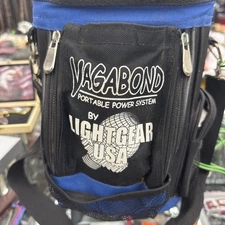 VAGABOND
PORTABLE POWER SYSTEM
BY
LIGHTGEAR
USA